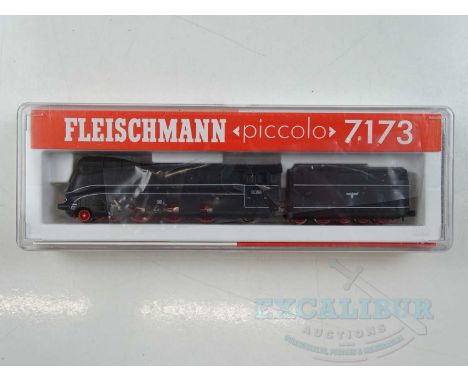 FLEISCHMANN «piccolo» 7173
EXCALIBUR
AUCTIONS